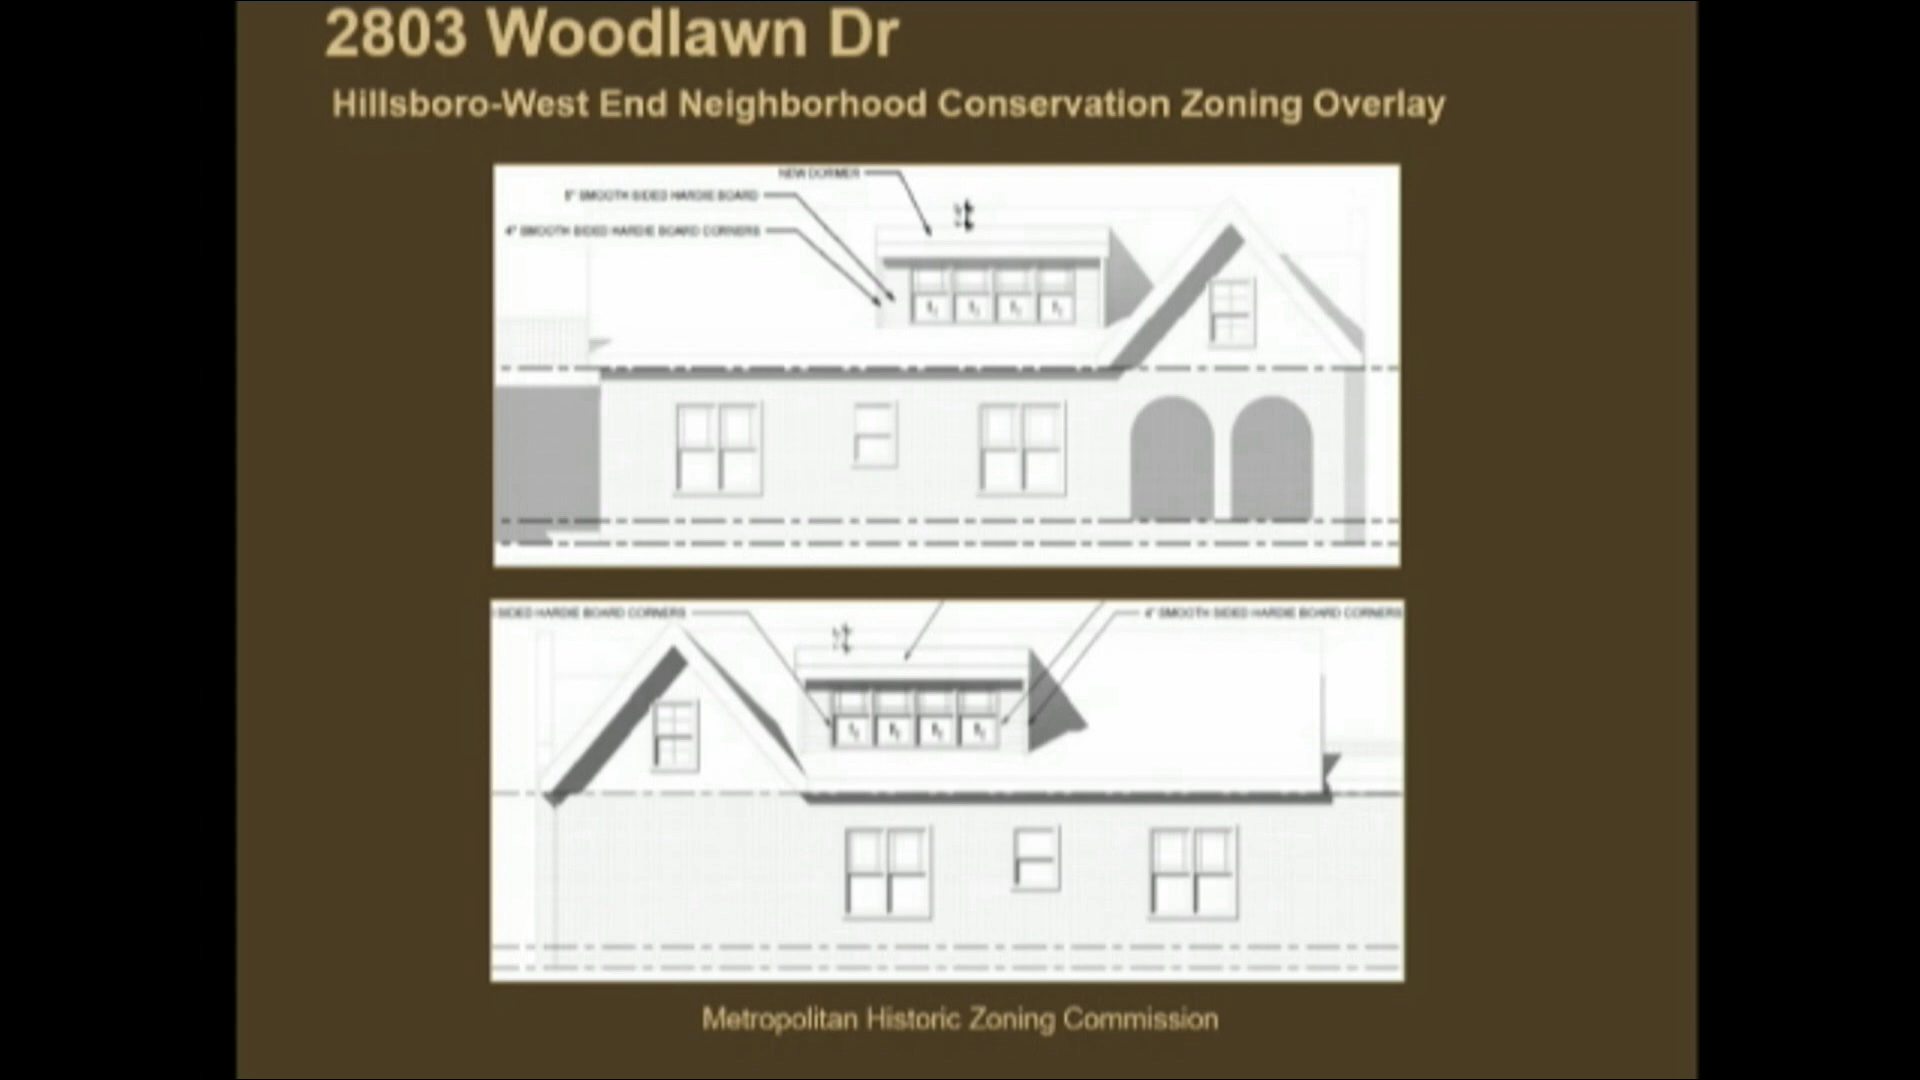 2803 Woodlawn Dr
Hillsboro-West End Neighborhood Conservation Zoning Overlay
NEW DORMER
5" SMOOTH SIDED HARDIE BOARD
4" SMOOTH SIDED HARDIE BOARD CORNERS
SIDED HARDIE BOARD CORNERS
4" SMOOTH SIDED HARDIE BOARD CORNERS
Metropolitan Historic Zoning Commission